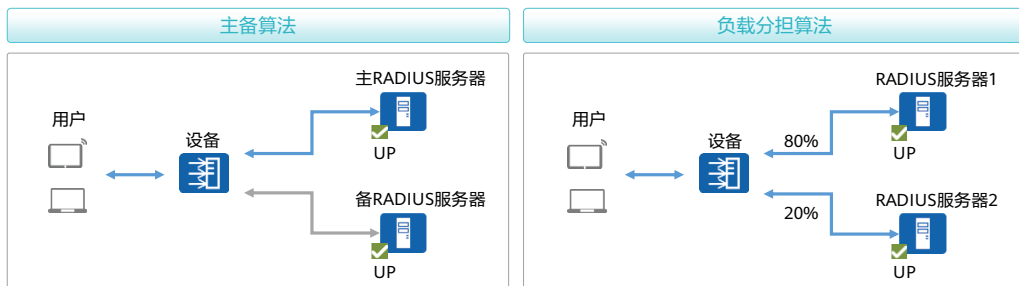 主备算法
主RADIUS服务器
用户
设备
UP
备RADIUS服务器
UP
负载分担算法
RADIUS服务器1
用户
设备
80%
UP
RADIUS服务器2
20%
UP